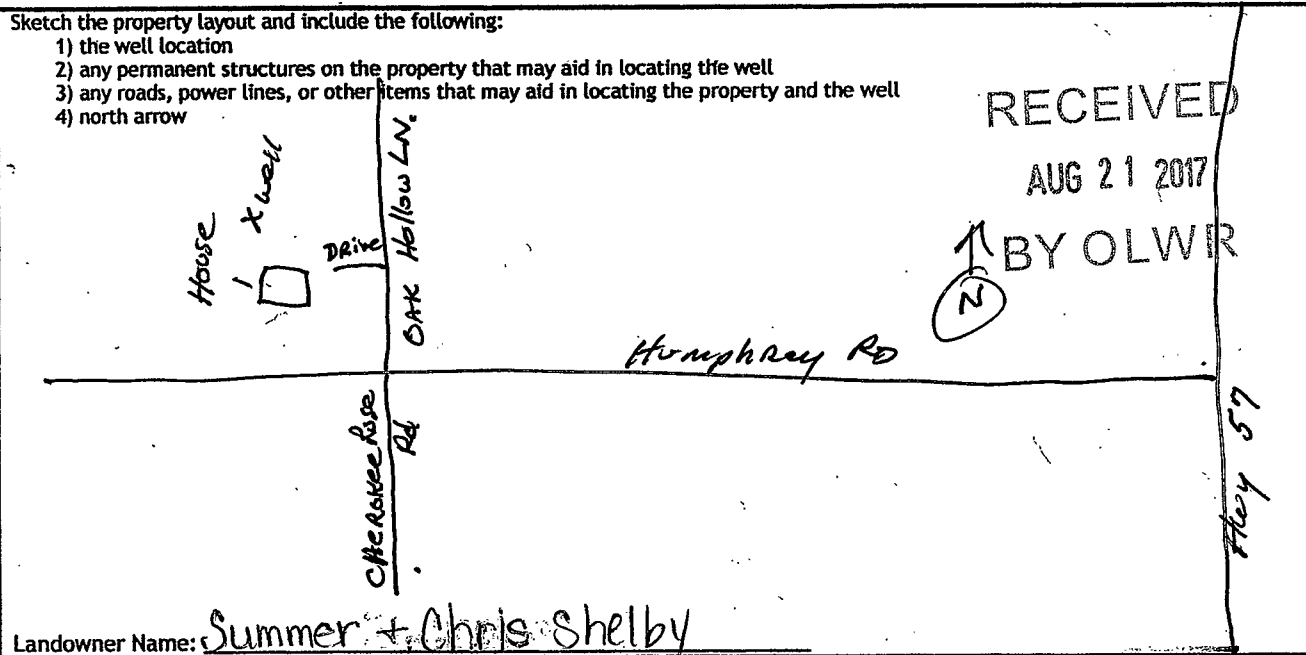 Sketch the property layout and include the following:
1) the well location
2) any permanent structures on the property that may aid in locating the well
3) any roads, power lines, or other items that may aid in locating the property and the well
4) north arrow
RECEIVED
AUG 21 2017
BY OLWR
N
House
x well
Drive
OAK Hollow LN.
Humphrey RD
Cherokee Rose
Rd.
Hwy 57
Landowner Name: Summer + Chris Shelby